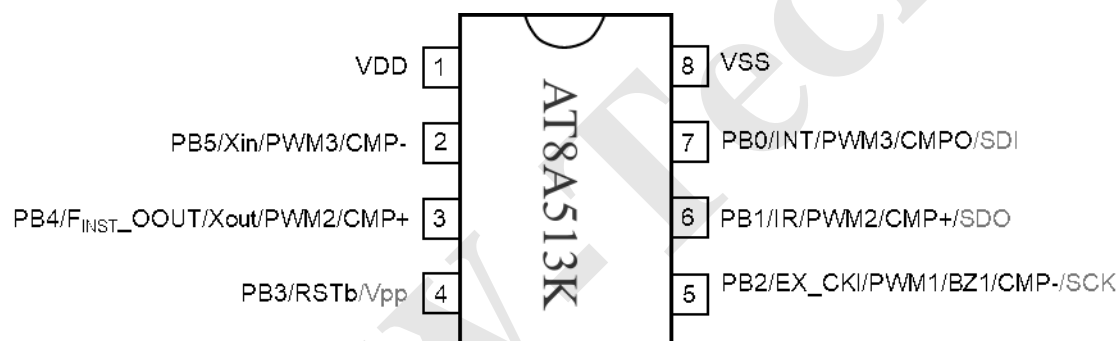 VDD 1
8 VSS
PB5/Xin/PWM3/CMP- 2
7 PB0/INT/PWM3/CMPO/SDI
PB4/FINST_OOUT/Xout/PWM2/CMP+ 3
6 PB1/IR/PWM2/CMP+/SDO
PB3/RSTb/Vpp 4
5 PB2/EX_CKI/PWM1/BZ1/CMP-/SCK
AT8A513K